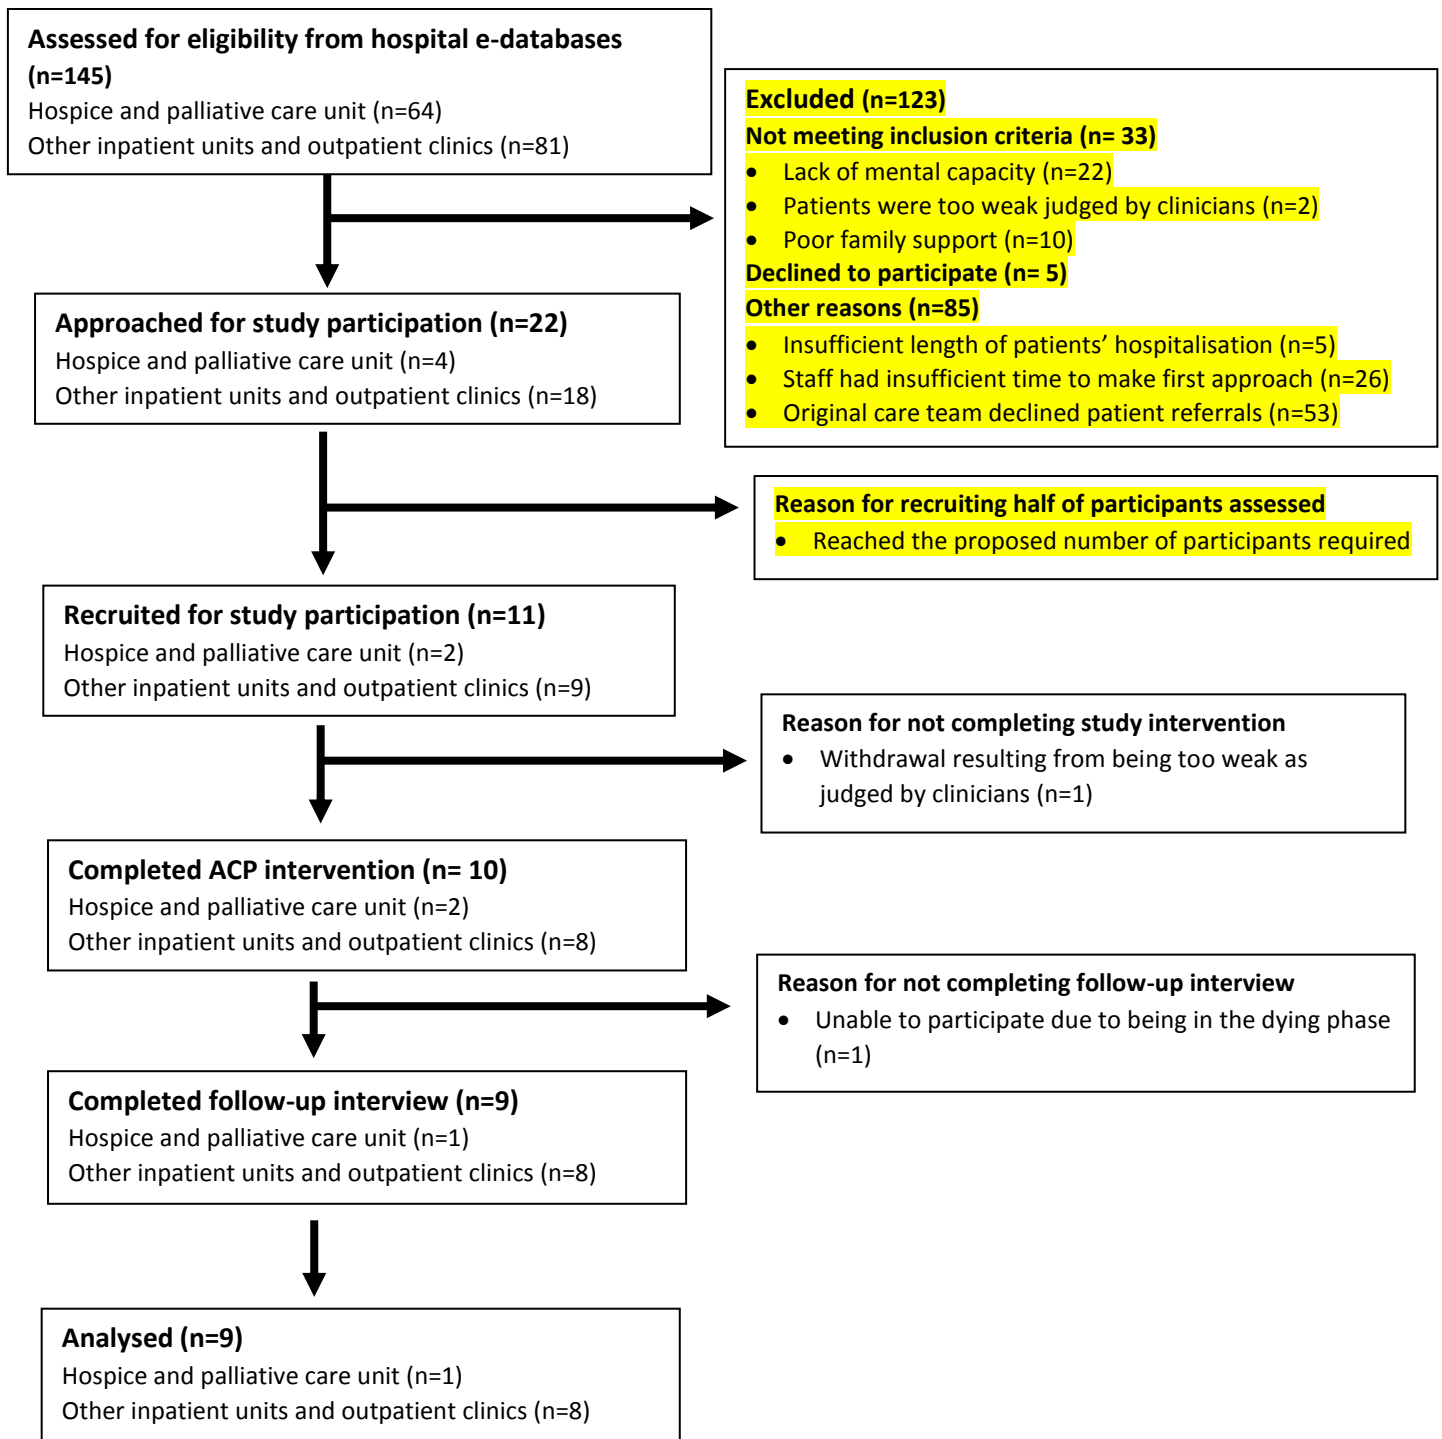 Assessed for eligibility from hospital e-databases
(n=145)
Hospice and palliative care unit (n=64)
Other inpatient units and outpatient clinics (n=81)
Excluded (n=123)
Not meeting inclusion criteria (n= 33)
• Lack of mental capacity (n=22)
• Patients were too weak judged by clinicians (n=2)
• Poor family support (n=10)
Declined to participate (n= 5)
Other reasons (n=85)
• Insufficient length of patients’ hospitalisation (n=5)
• Staff had insufficient time to make first approach (n=26)
• Original care team declined patient referrals (n=53)
Approached for study participation (n=22)
Hospice and palliative care unit (n=4)
Other inpatient units and outpatient clinics (n=18)
Reason for recruiting half of participants assessed
• Reached the proposed number of participants required
Recruited for study participation (n=11)
Hospice and palliative care unit (n=2)
Other inpatient units and outpatient clinics (n=9)
Reason for not completing study intervention
• Withdrawal resulting from being too weak as
judged by clinicians (n=1)
Completed ACP intervention (n= 10)
Hospice and palliative care unit (n=2)
Other inpatient units and outpatient clinics (n=8)
Reason for not completing follow-up interview
• Unable to participate due to being in the dying phase
(n=1)
Completed follow-up interview (n=9)
Hospice and palliative care unit (n=1)
Other inpatient units and outpatient clinics (n=8)
Analysed (n=9)
Hospice and palliative care unit (n=1)
Other inpatient units and outpatient clinics (n=8)